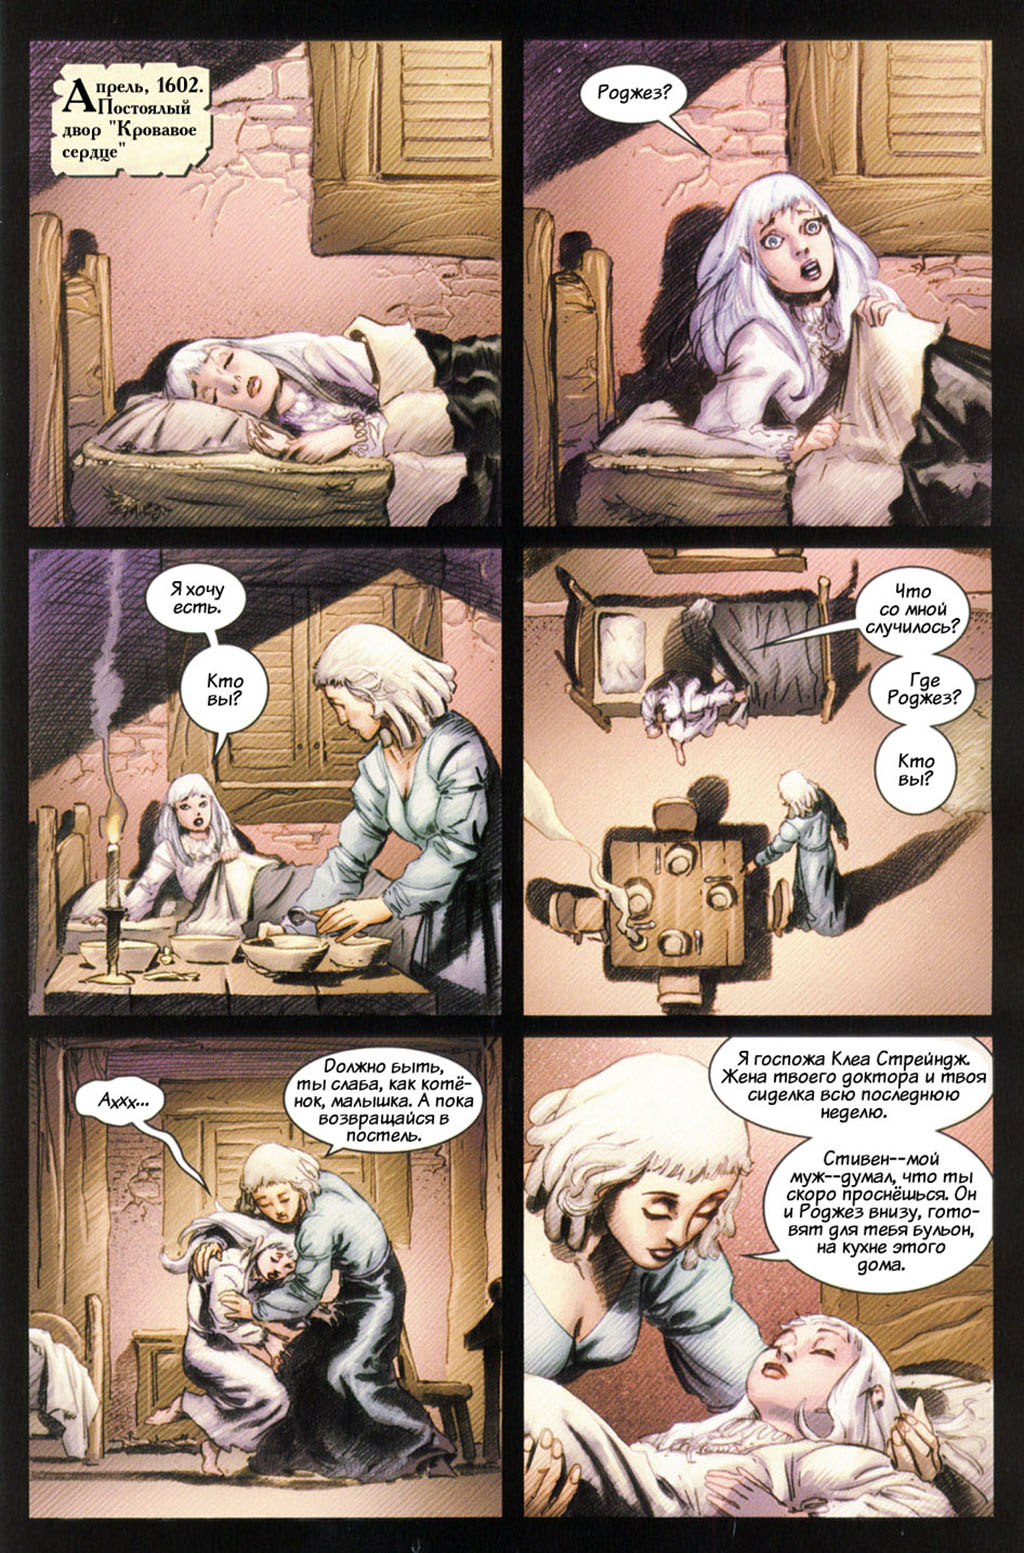 Апрель, 1602.
Постоялый
двор "Кровавое
сердце"
Роджез?
Я хочу
есть.
Кто
вы?
Что
со мной
случилось?
Где
Роджез?
Кто
вы?
Аххх...
Должно быть,
ты слаба, как котё-
нок, малышка. А пока
возвращайся в
постель.
Я госпожа Клеа Стрейндж.
Жена твоего доктора и твоя
сиделка всю последнюю
неделю.
Стивен--мой
муж--думал, что ты
скоро проснёшься. Он
и Роджез внизу, гото-
вят для тебя бульон,
на кухне этого
дома.